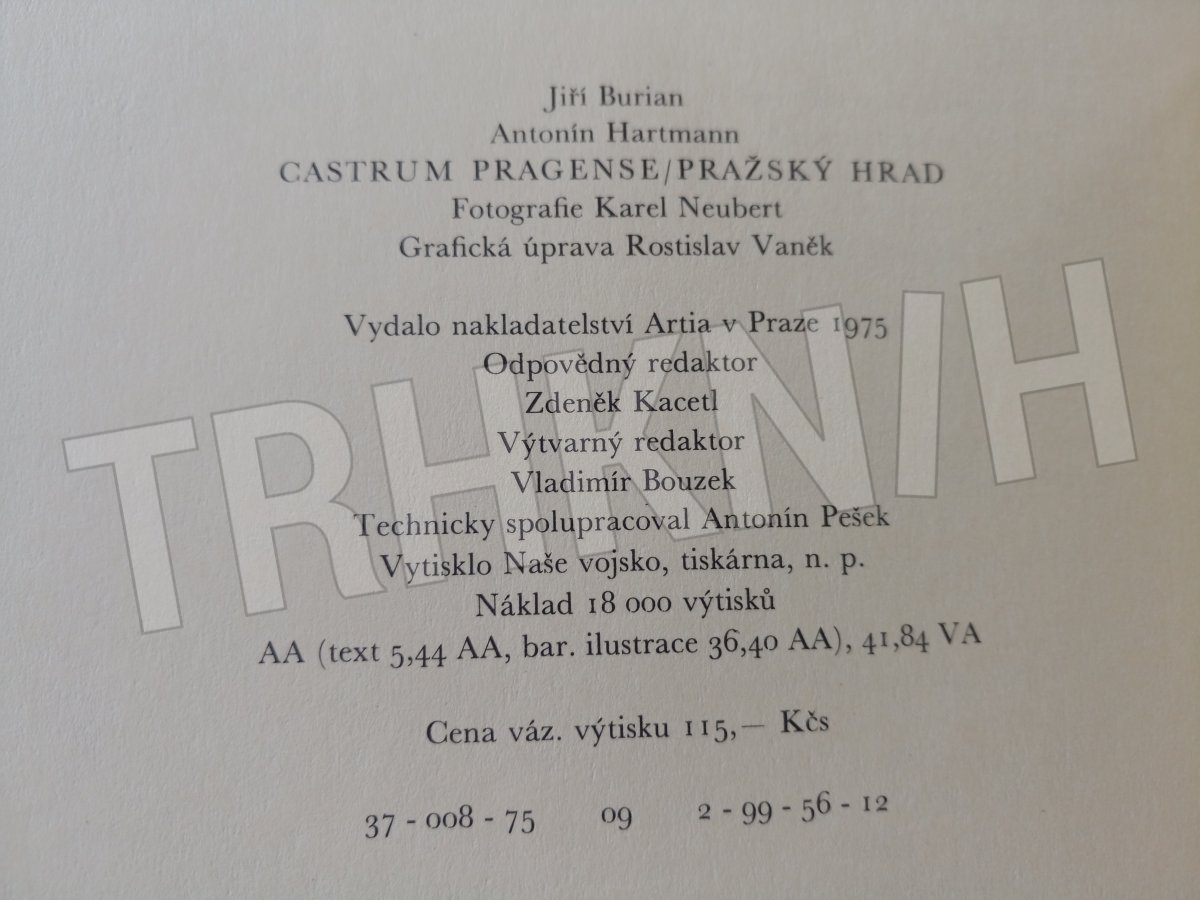 Jiří Burian
Antonín Hartmann
CASTRUM PRAGENSE/PRAŽSKÝ HRAD
Fotografie Karel Neubert
Grafická úprava Rostislav Vaněk
Vydalo nakladatelství Artia v Praze 1975
Odpovědný redaktor
Zdeněk Kacetl
Výtvarný redaktor
Vladimír Bouzek
Technicky spolupracoval Antonín Pešek
Vytisklo Naše vojsko, tiskárna, n. p.
Náklad 18 000 výtisků
AA (text 5,44 AA, bar. ilustrace 36,40 AA), 41,84 VA
Cena váz. výtisku 115,— Kčs
37 - 008 - 75 09 2 - 99 - 56 - 12
TRHKNIH